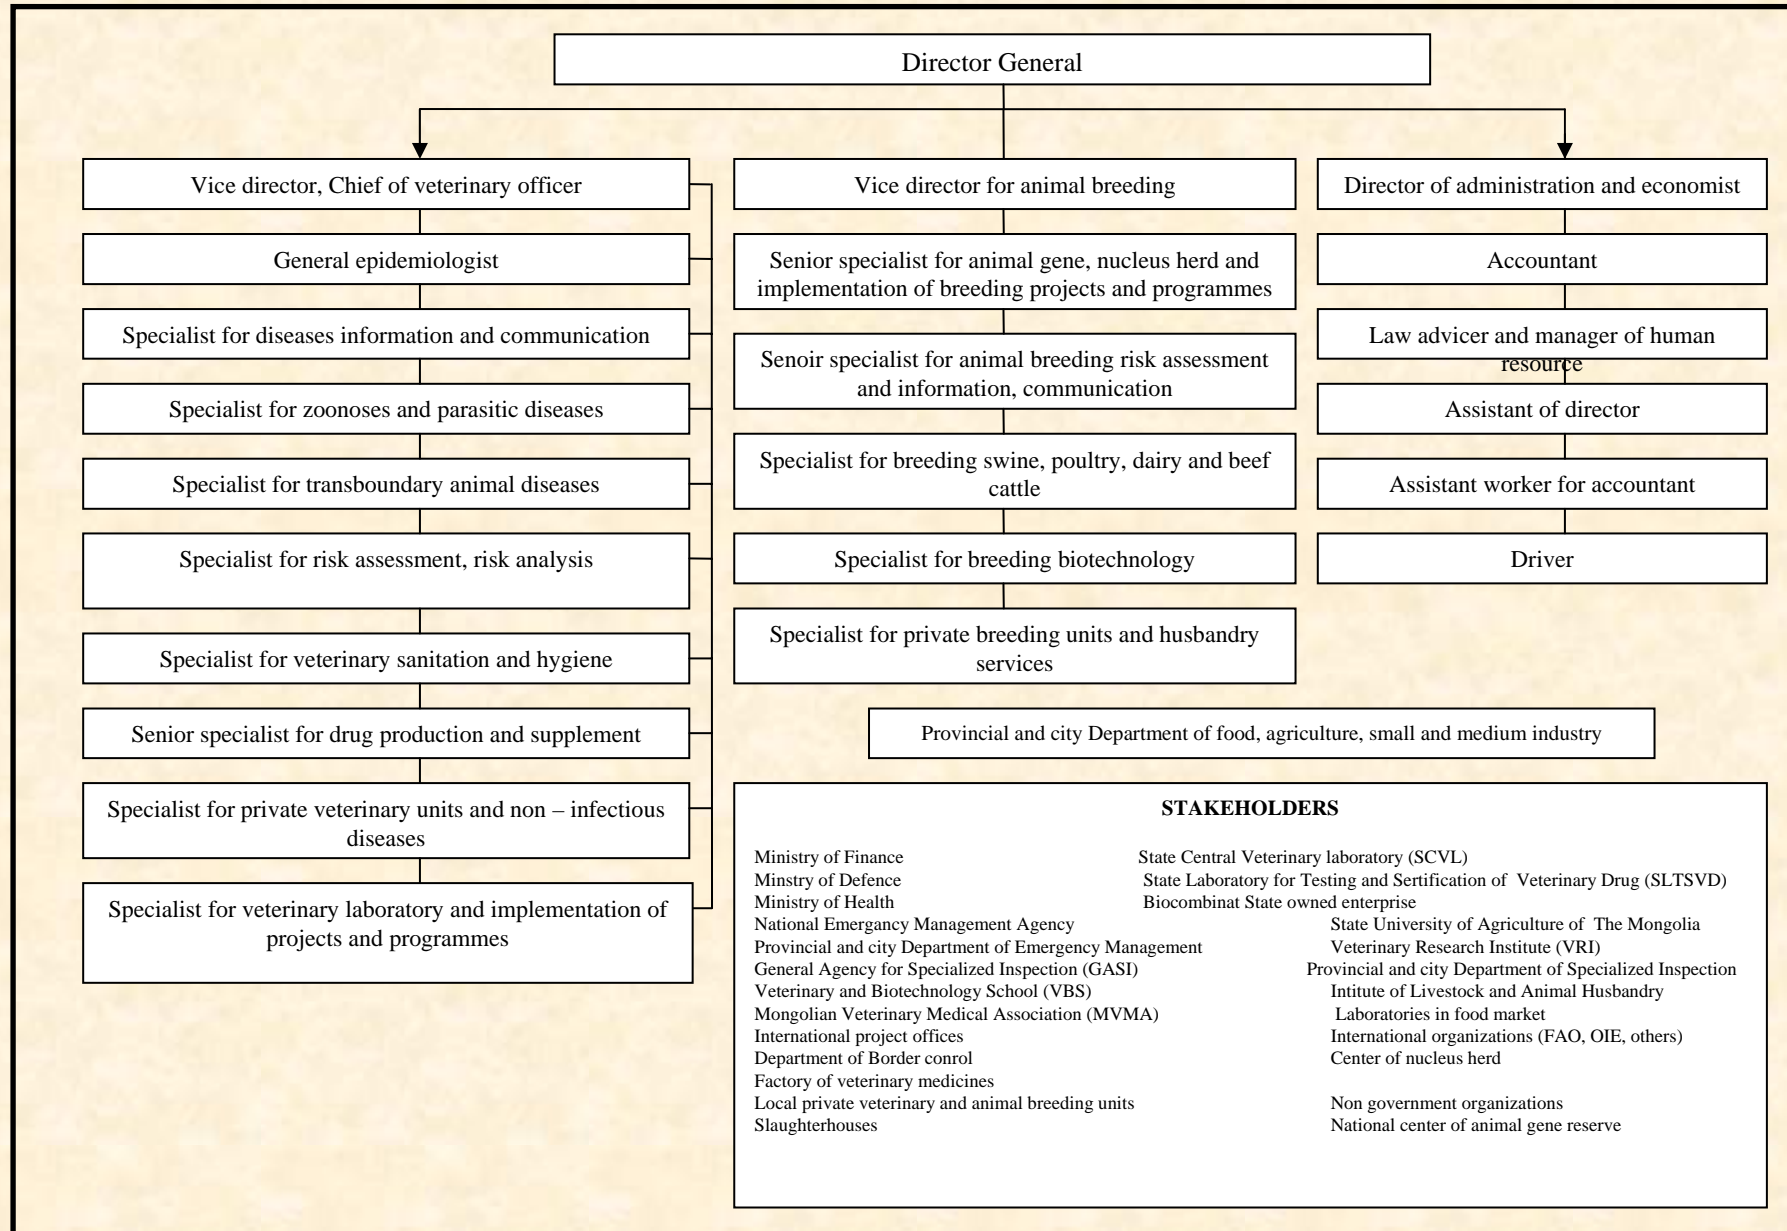 Director General
Vice director, Chief of veterinary officer
General epidemiologist
Specialist for diseases information and communication
Specialist for zoonoses and parasitic diseases
Specialist for transboundary animal diseases
Specialist for risk assessment, risk analysis
Specialist for veterinary sanitation and hygiene
Senior specialist for drug production and supplement
Specialist for private veterinary units and non – infectious
diseases
Specialist for veterinary laboratory and implementation of
projects and programmes
Vice director for animal breeding
Senior specialist for animal gene, nucleus herd and
implementation of breeding projects and programmes
Senoir specialist for animal breeding risk assessment
and information, communication
Specialist for breeding swine, poultry, dairy and beef
cattle
Specialist for breeding biotechnology
Specialist for private breeding units and husbandry
services
Director of administration and economist
Accountant
Law advicer and manager of human
resource
Assistant of director
Assistant worker for accountant
Driver
Provincial and city Department of food, agriculture, small and medium industry
STAKEHOLDERS
Ministry of Finance State Central Veterinary laboratory (SCVL)
Minstry of Defence State Laboratory for Testing and Sertification of Veterinary Drug (SLTSVD)
Ministry of Health Biocombinat State owned enterprise
National Emergancy Management Agency State University of Agriculture of The Mongolia
Provincial and city Department of Emergency Management Veterinary Research Institute (VRI)
General Agency for Specialized Inspection (GASI) Provincial and city Department of Specialized Inspection
Veterinary and Biotechnology School (VBS) Intitute of Livestock and Animal Husbandry
Mongolian Veterinary Medical Association (MVMA) Laboratories in food market
International project offices International organizations (FAO, OIE, others)
Department of Border conrol Center of nucleus herd
Factory of veterinary medicines
Local private veterinary and animal breeding units Non government organizations
Slaughterhouses National center of animal gene reserve